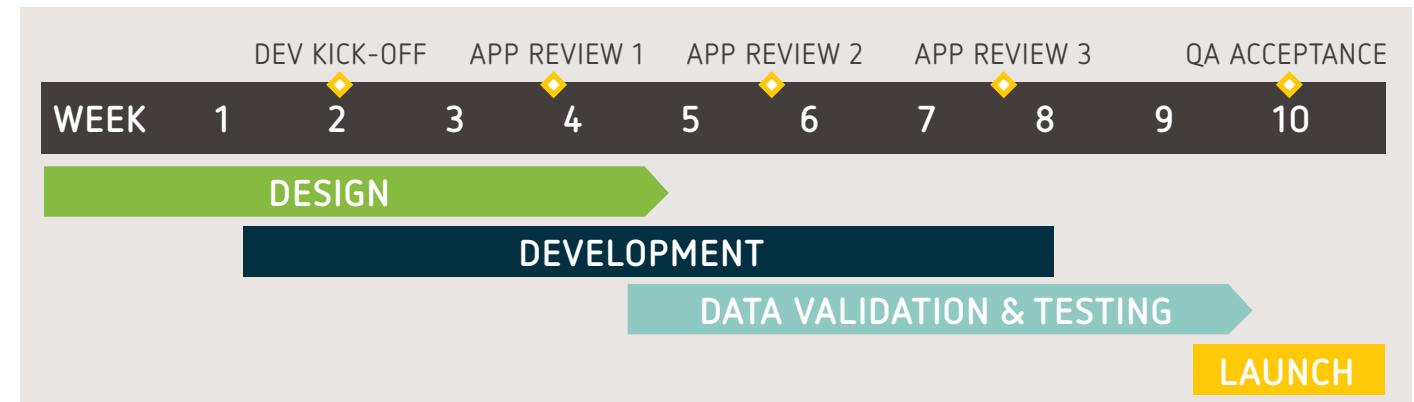 DEV KICK-OFF APP REVIEW 1 APP REVIEW 2 APP REVIEW 3 QA ACCEPTANCE
WEEK 1 2 3 4 5 6 7 8 9 10
DESIGN
DEVELOPMENT
DATA VALIDATION & TESTING
LAUNCH